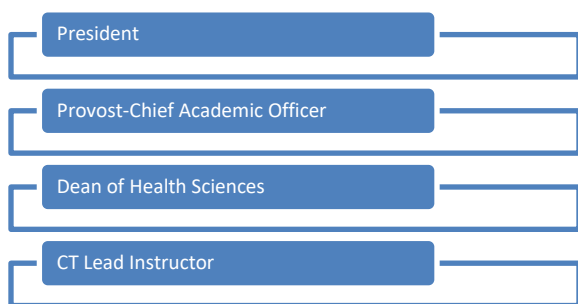 President
Provost-Chief Academic Officer
Dean of Health Sciences
CT Lead Instructor